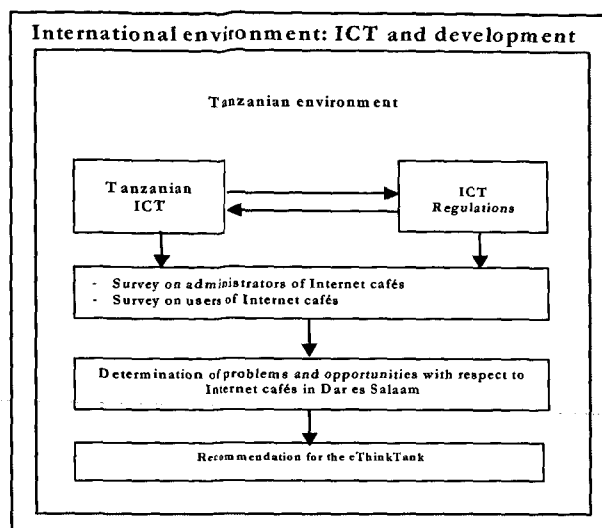 International environment: ICT and development
Tanzanian environment
Tanzanian
ICT
ICT
Regulations
- Survey on administrators of Internet cafés
- Survey on users of Internet cafés
Determination of problems and opportunities with respect to
Internet cafés in Dar es Salaam
Recommendation for the eThinkTank